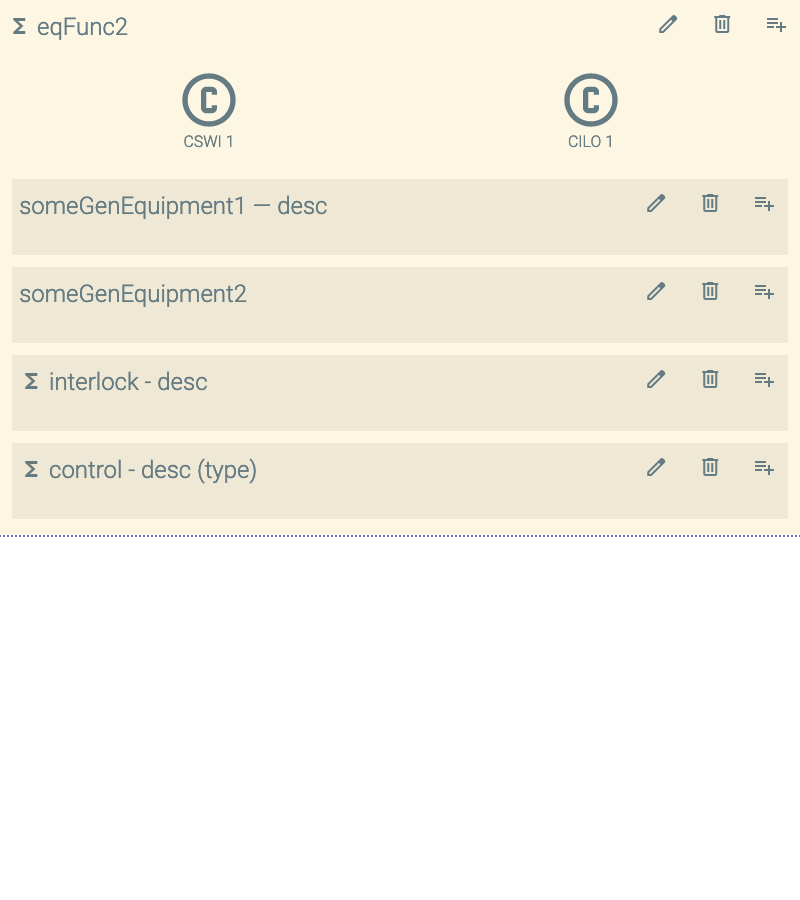 Σ eqFunc2
C C
CSWI 1 CILO 1
someGenEquipment1 — desc
someGenEquipment2
Σ interlock - desc
Σ control - desc (type)